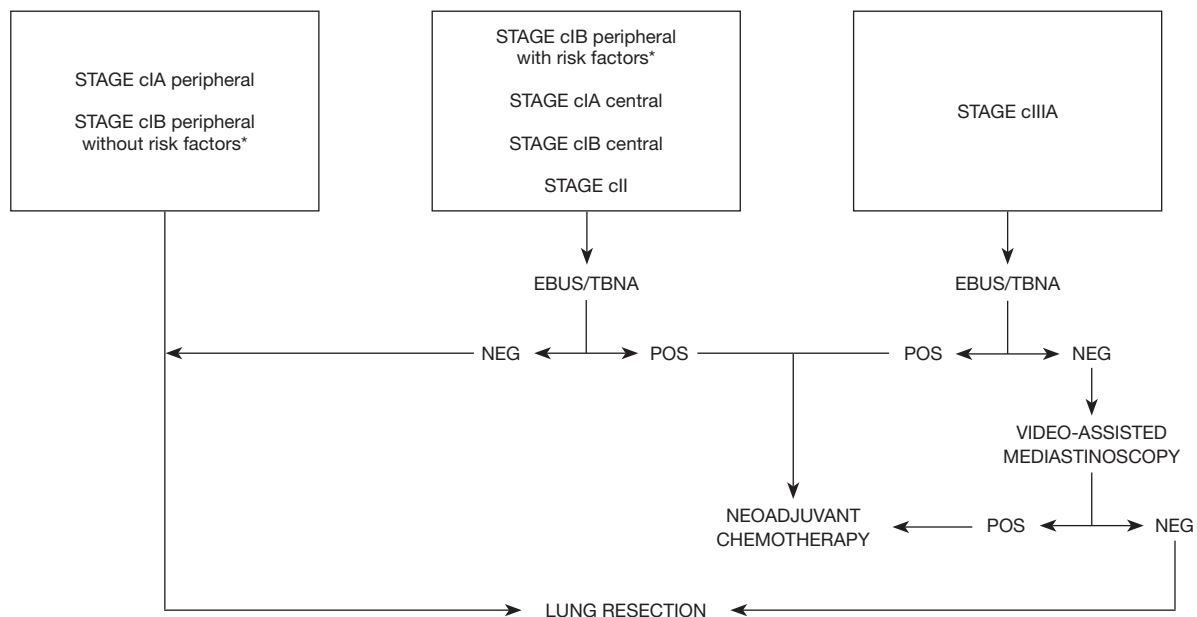 STAGE cIA peripheral
STAGE cIB peripheral
without risk factors*
STAGE cIB peripheral
with risk factors*
STAGE cIA central
STAGE cIB central
STAGE cII
STAGE cIIIA
EBUS/TBNA
EBUS/TBNA
NEG
POS
POS
NEG
VIDEO-ASSISTED
MEDIASTINOSCOPY
NEOADJUVANT
CHEMOTHERAPY
POS
NEG
LUNG RESECTION